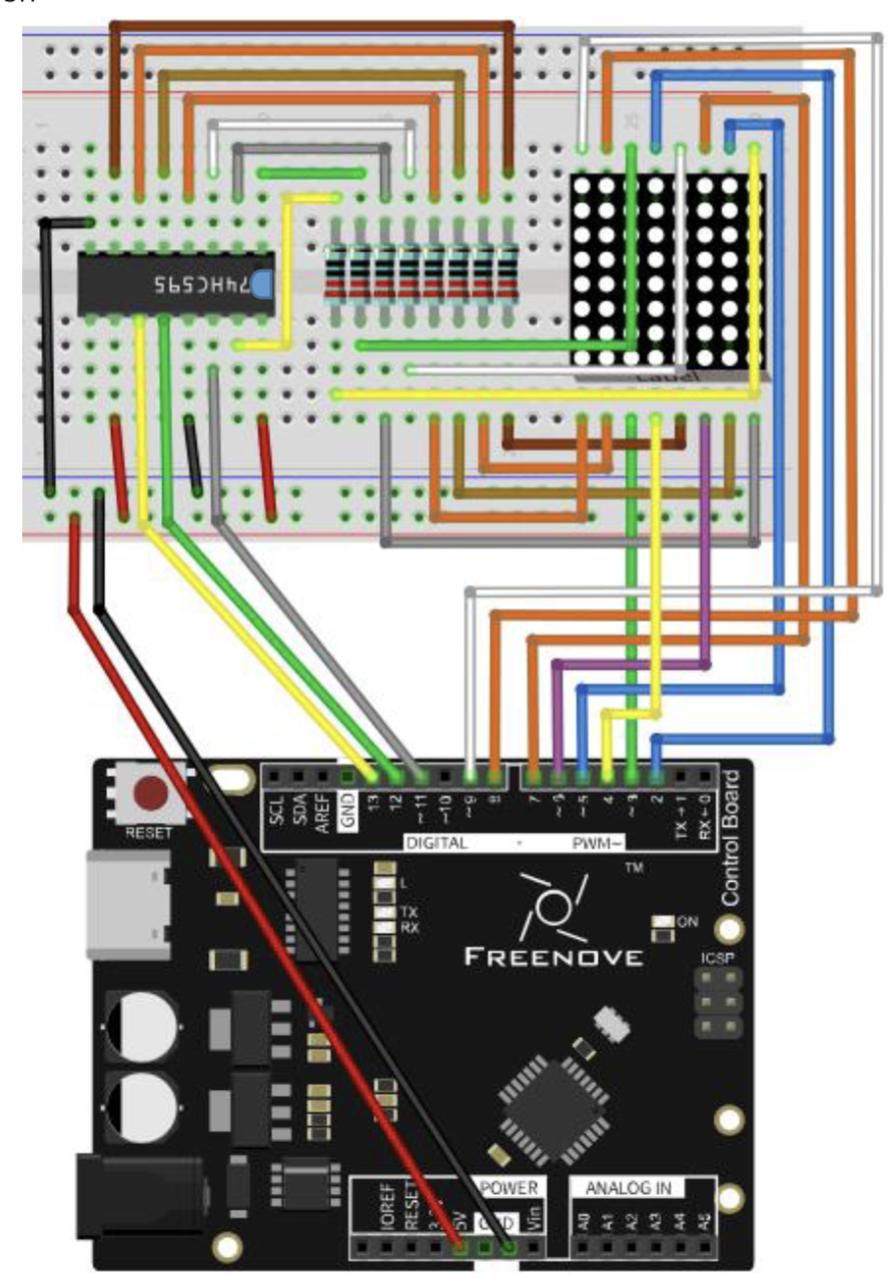 74HC595
RESET
SCL
SDA
AREF
GND
13
12
~11
~10
~9
8
7
~6
~5
4
~3
2
TX→1
RX←0
DIGITAL
PWM~
Control Board
L
TX
RX
TM
FREENOVE
ON
ICSP
IOREF
RESET
5V
GND
Vin
POWER
ANALOG IN
A0
A1
A2
A3
A4
A5